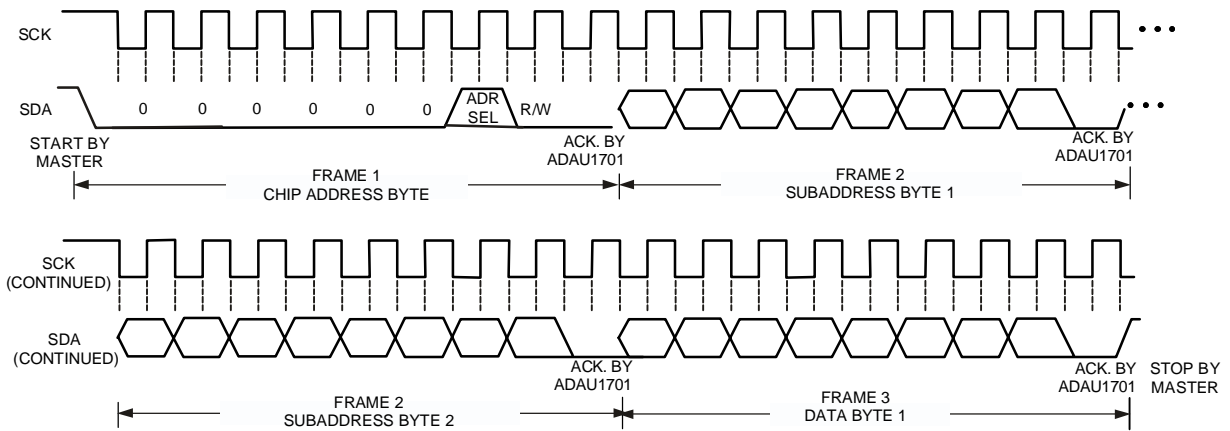 SCK
SDA
0 0 0 0 0 0 ADR SEL R/W
START BY
MASTER
ACK. BY
ADAU1701
ACK. BY
ADAU1701
FRAME 1
CHIP ADDRESS BYTE
FRAME 2
SUBADDRESS BYTE 1
SCK
(CONTINUED)
SDA
(CONTINUED)
ACK. BY
ADAU1701
ACK. BY
ADAU1701
STOP BY
MASTER
FRAME 2
SUBADDRESS BYTE 2
FRAME 3
DATA BYTE 1